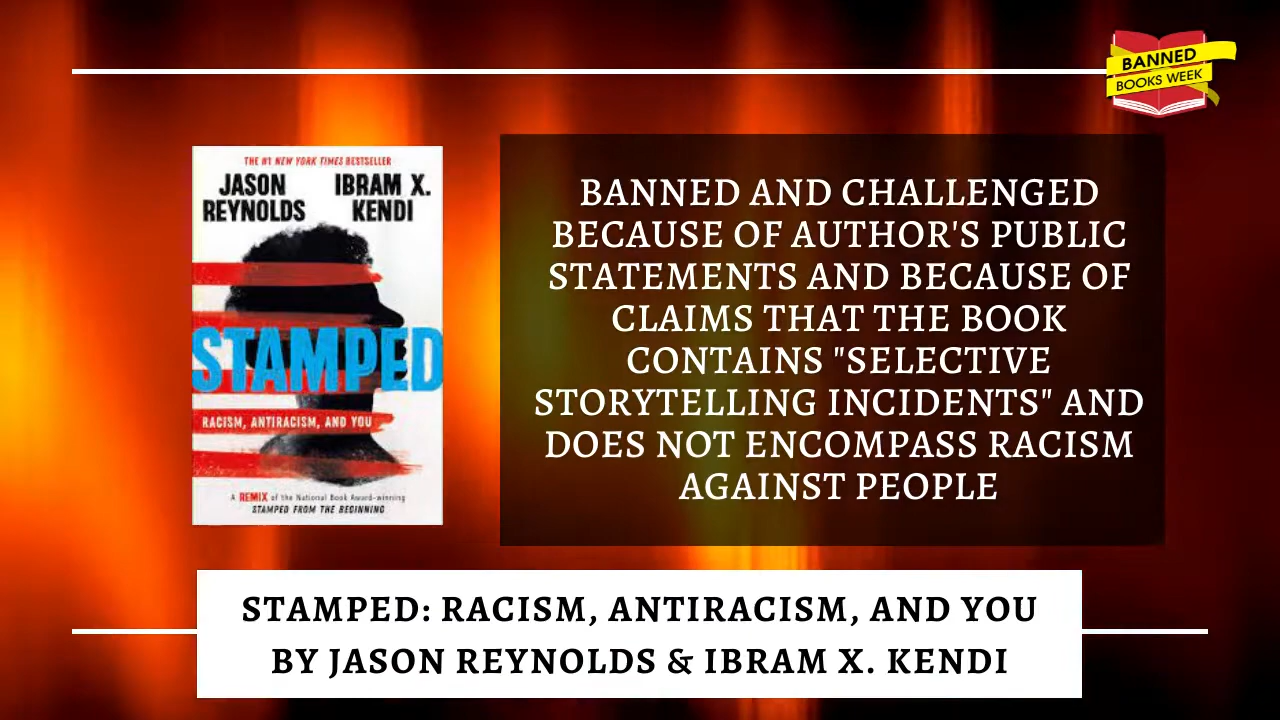 BANNED
BOOKS WEEK
THE #1 NEW YORK TIMES BESTSELLER
JASON
REYNOLDS
IBRAM X.
KENDI
STAMPED
RACISM, ANTIRACISM, AND YOU
A REMIX of the National Book Award-winning
STAMPED FROM THE BEGINNING
BANNED AND CHALLENGED
BECAUSE OF AUTHOR'S PUBLIC
STATEMENTS AND BECAUSE OF
CLAIMS THAT THE BOOK
CONTAINS "SELECTIVE
STORYTELLING INCIDENTS" AND
DOES NOT ENCOMPASS RACISM
AGAINST PEOPLE
STAMPED: RACISM, ANTIRACISM, AND YOU
BY JASON REYNOLDS & IBRAM X. KENDI